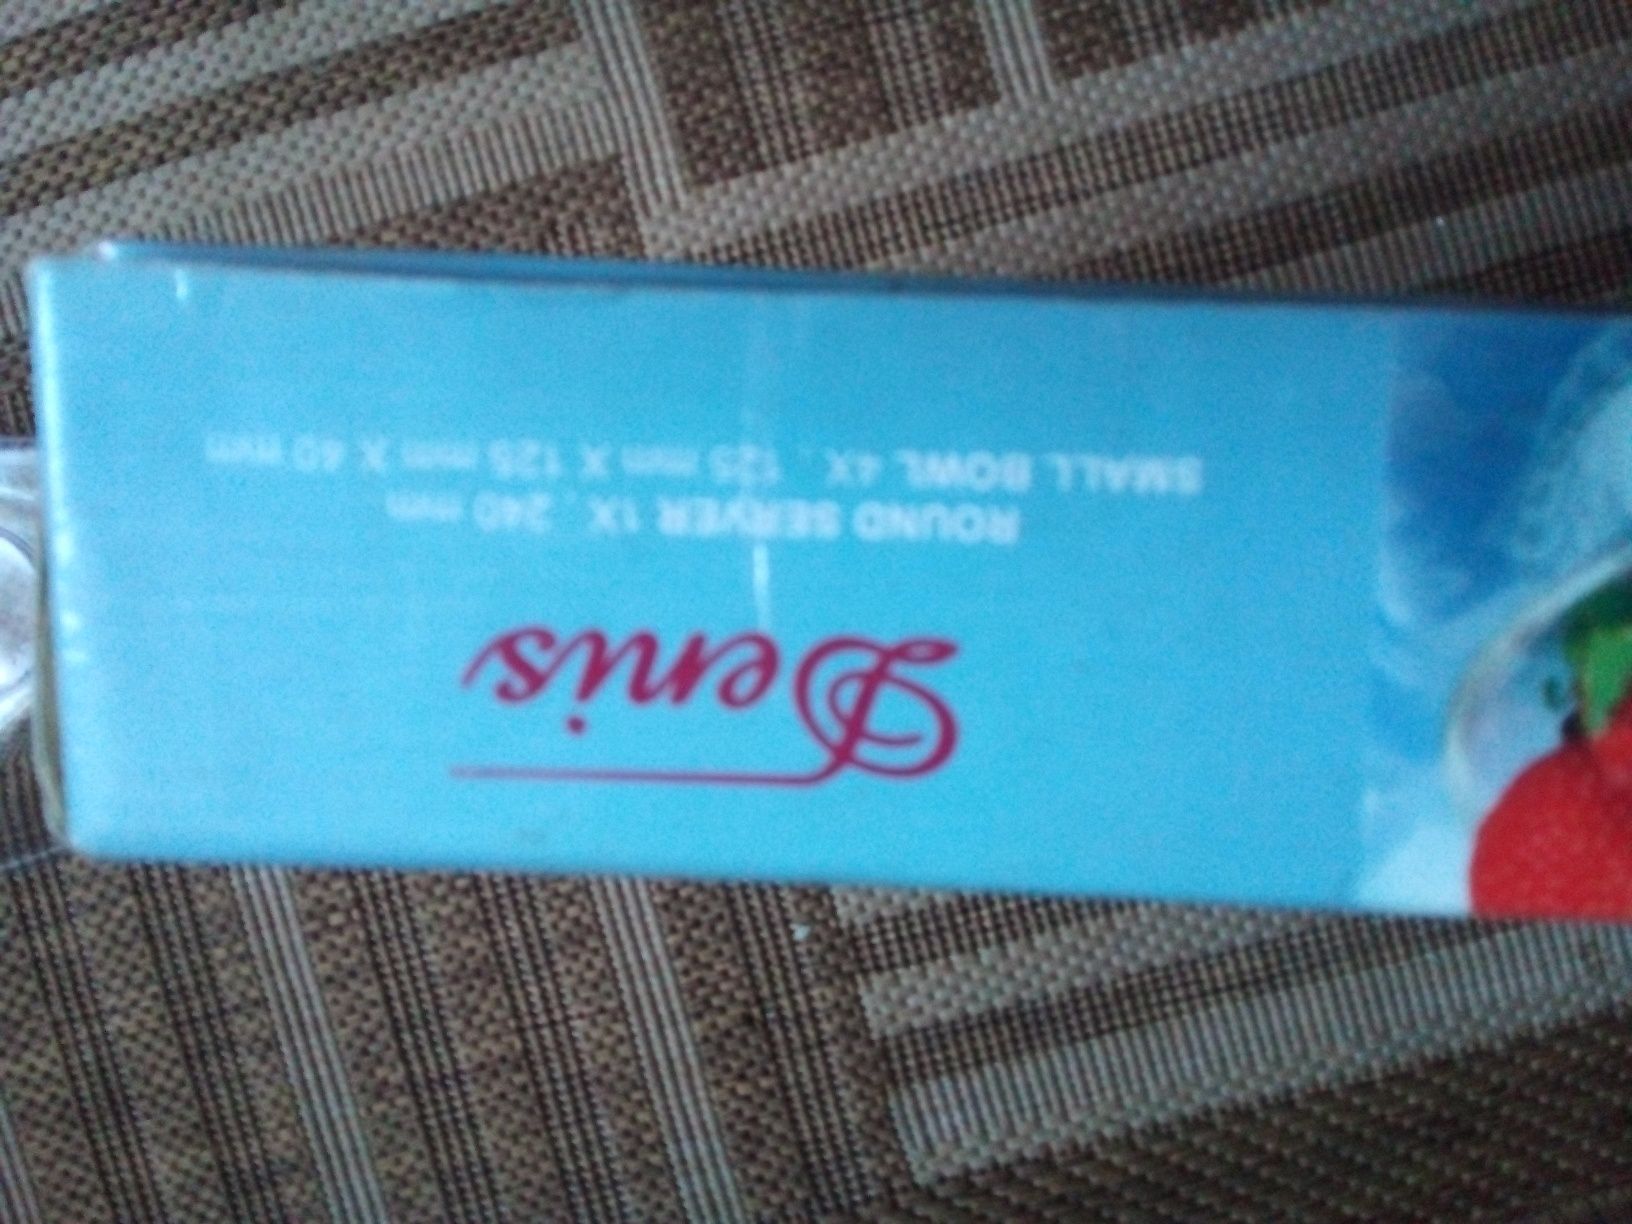 Denis
ROUND SERVER 1X. 240 mm
SMALL BOWL 4X. 125 mm X 125 mm X 40 mm